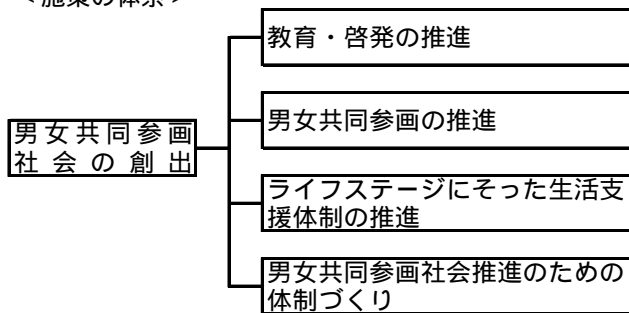 <施策の体系>
教育・啓発の推進
男女共同参画の推進
男女共同参画
社会の創出
ライフステージにそった生活支
援体制の推進
男女共同参画社会推進のための
体制づくり